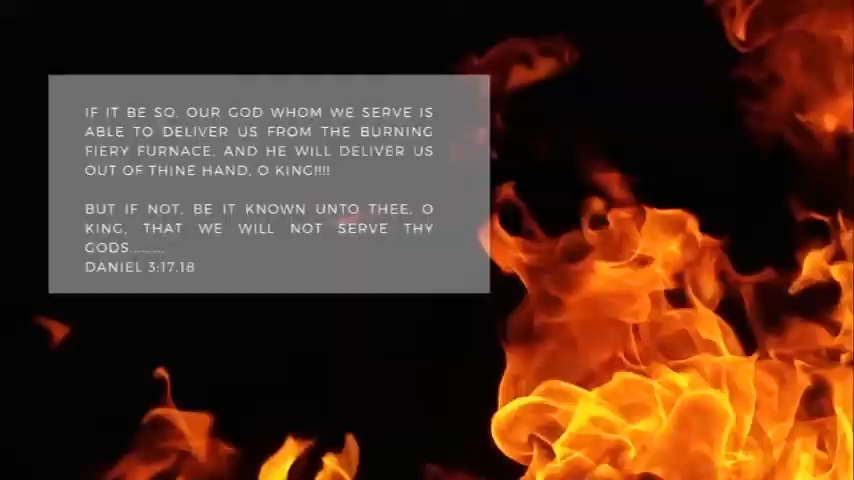 IF IT BE SO, OUR GOD WHOM WE SERVE IS
ABLE TO DELIVER US FROM THE BURNING
FIERY FURNACE, AND HE WILL DELIVER US
OUT OF THINE HAND, O KING!!!!
BUT IF NOT, BE IT KNOWN UNTO THEE, O
KING, THAT WE WILL NOT SERVE THY
GODS.........
DANIEL 3:17,18